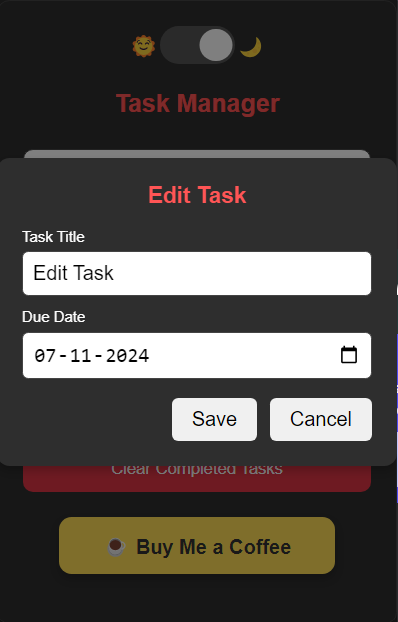 Task Manager
Edit Task
Task Title
Edit Task
Due Date
07-11-2024
Save Cancel
Clear Completed Tasks
Buy Me a Coffee